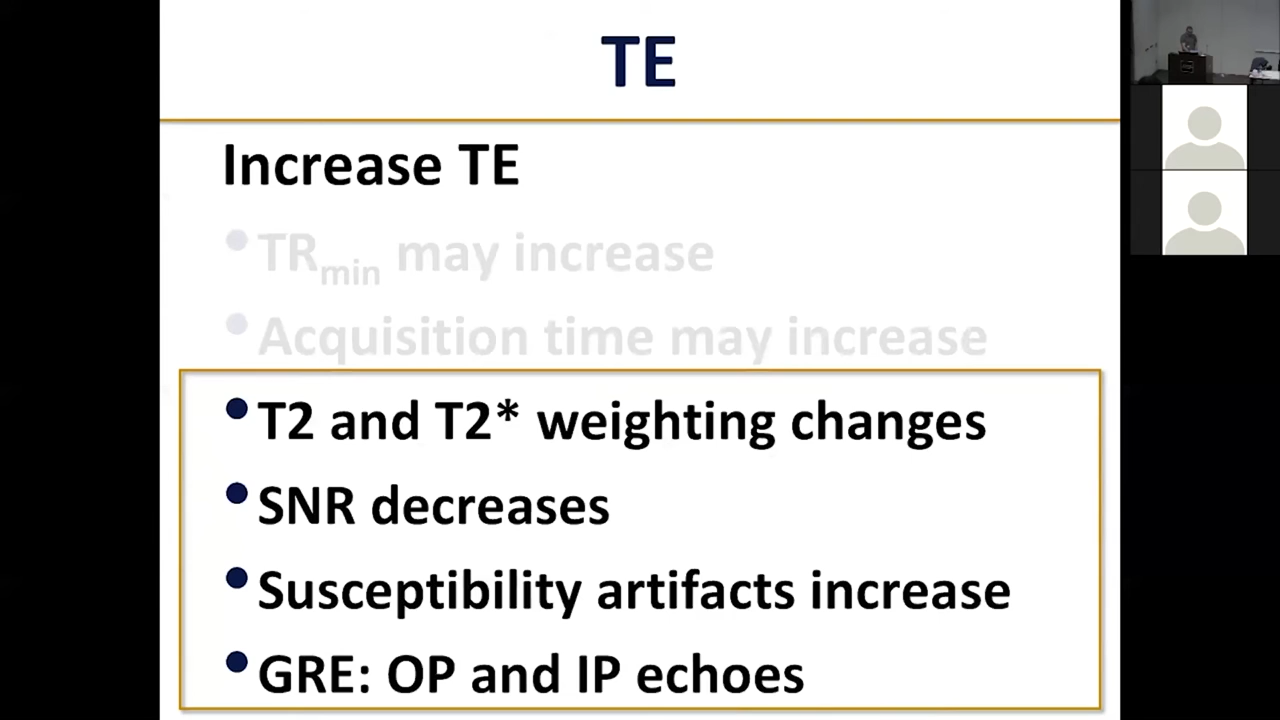 TE
Increase TE
• TRmin may increase
• Acquisition time may increase
• T2 and T2* weighting changes
• SNR decreases
• Susceptibility artifacts increase
• GRE: OP and IP echoes